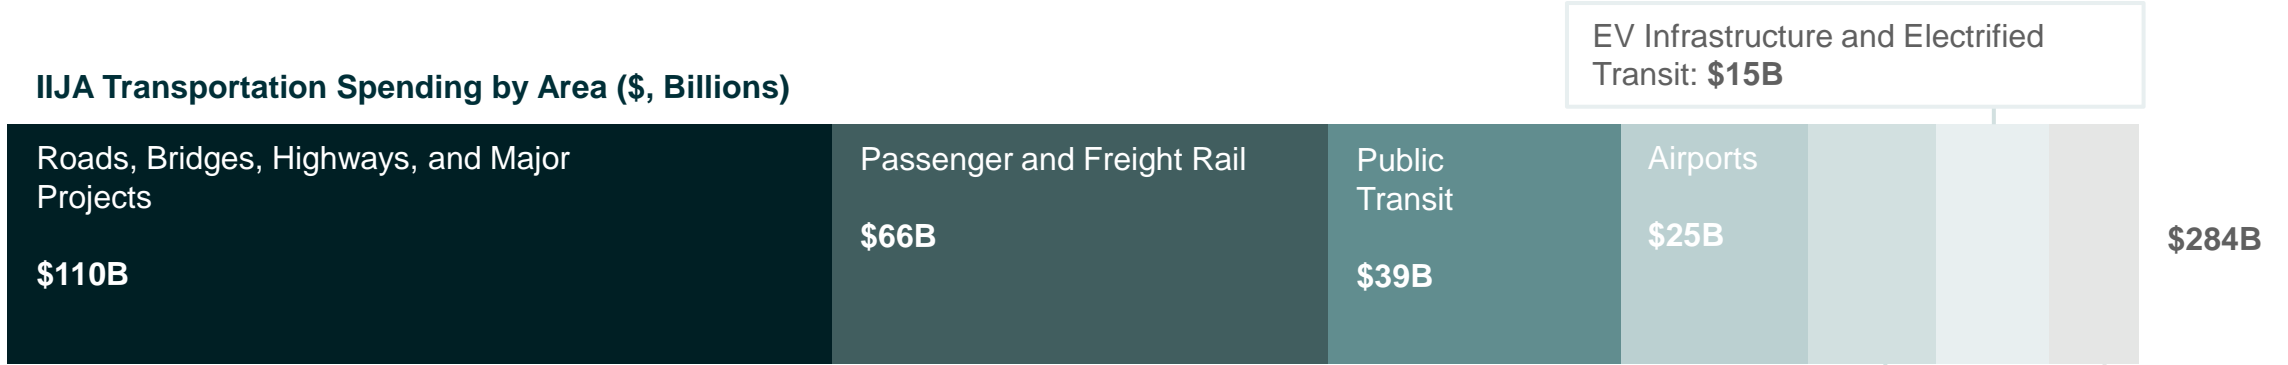 EV Infrastructure and Electrified
Transit: $15B
IIJA Transportation Spending by Area ($, Billions)
Roads, Bridges, Highways, and Major
Projects
$110B
Passenger and Freight Rail
$66B
Public
Transit
$39B
Airports
$25B
$284B